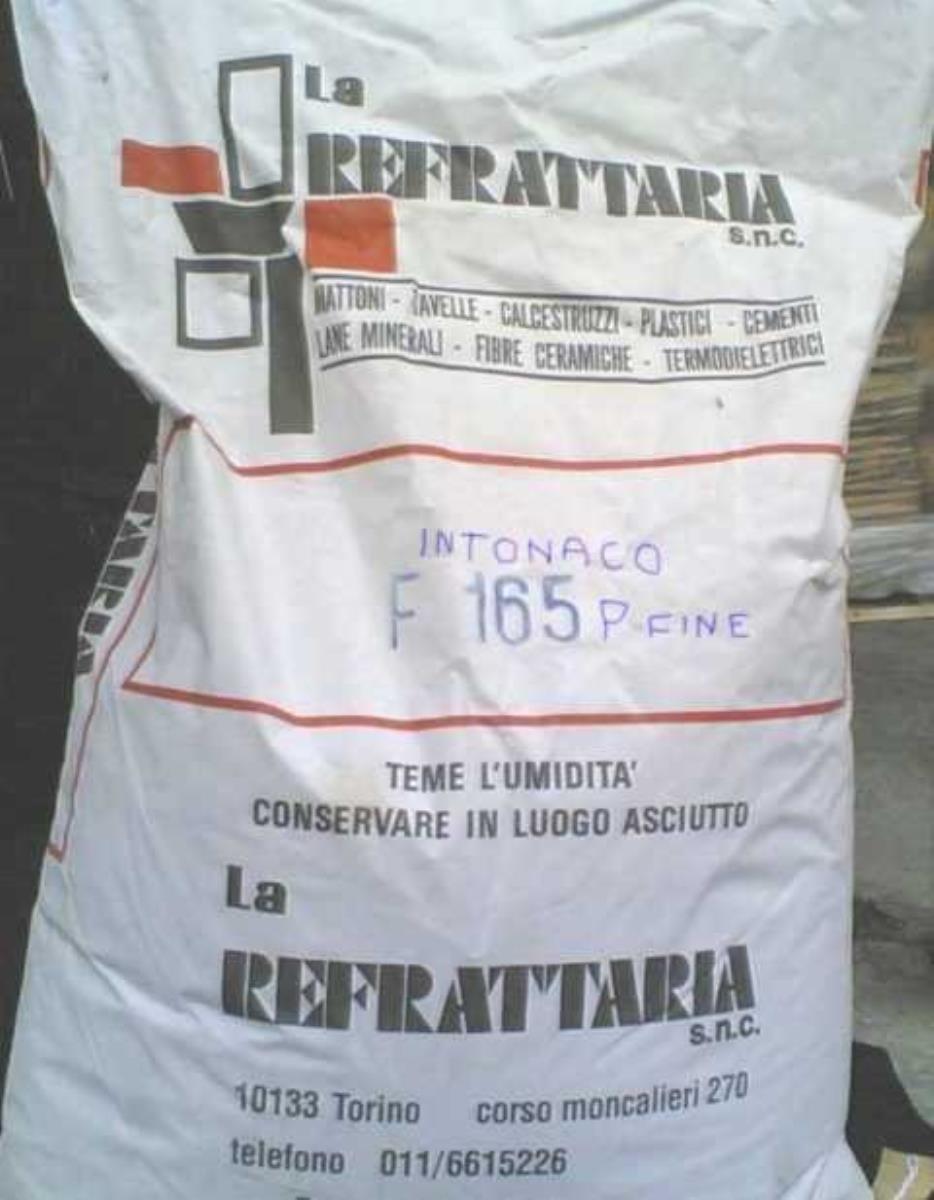 La
REFRATTARIA
s.n.c.
MATTONI - TAVELLE - CALCESTRUZZI - PLASTICI - CEMENTI
LANE MINERALI - FIBRE CERAMICHE - TERMODIELETTRICI
TARIA
INTONACO
F 165 P FINE
TEME L'UMIDITA'
CONSERVARE IN LUOGO ASCIUTTO
La
REFRATTARIA
s.n.c.
10133 Torino corso moncalieri 270
telefono 011/6615226